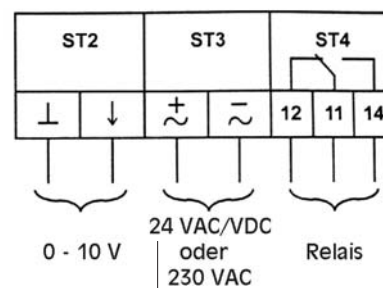 ST2 ST3 ST4
⊥ ↓ + ~ − ~ 12 11 14
0 - 10 V 24 VAC/VDC oder 230 VAC Relais